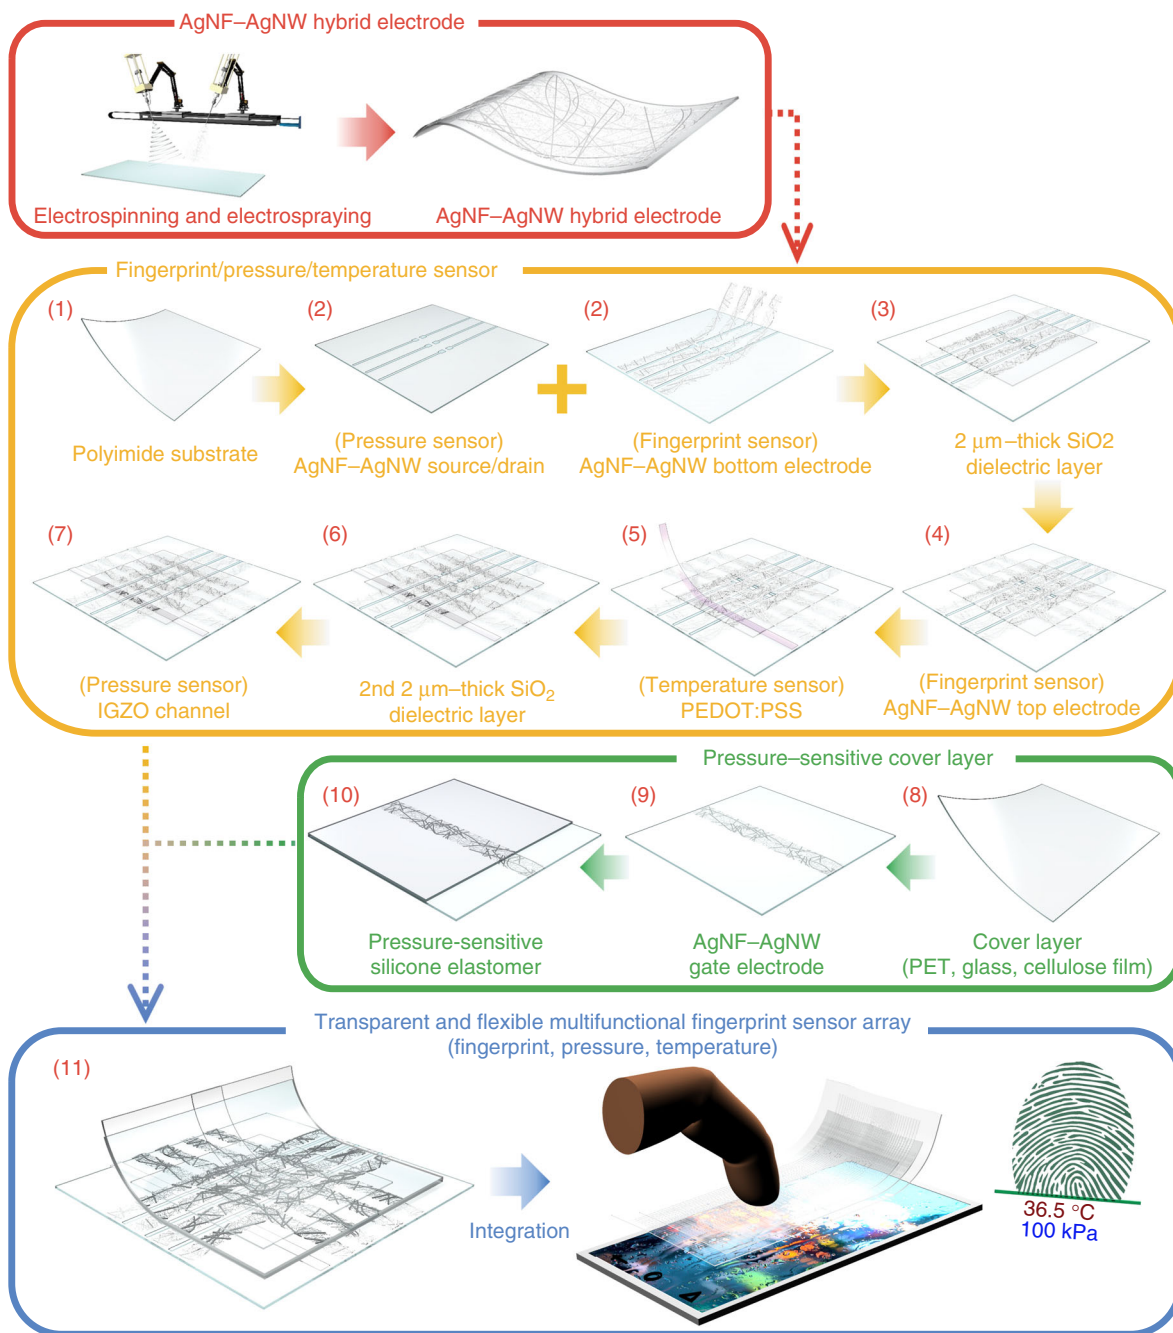 AgNF–AgNW hybrid electrode
Electrospinning and electrospraying
AgNF–AgNW hybrid electrode
Fingerprint/pressure/temperature sensor
(1)
Polyimide substrate
(2)
(Pressure sensor)
AgNF–AgNW source/drain
(2)
(Fingerprint sensor)
AgNF–AgNW bottom electrode
(3)
2 μm–thick SiO2
dielectric layer
(7)
(Pressure sensor)
IGZO channel
(6)
2nd 2 μm–thick SiO₂
dielectric layer
(5)
(Temperature sensor)
PEDOT:PSS
(4)
(Fingerprint sensor)
AgNF–AgNW top electrode
Pressure–sensitive cover layer
(10)
Pressure-sensitive
silicone elastomer
(9)
AgNF–AgNW
gate electrode
(8)
Cover layer
(PET, glass, cellulose film)
Transparent and flexible multifunctional fingerprint sensor array
(fingerprint, pressure, temperature)
(11)
Integration
36.5 °C
100 kPa